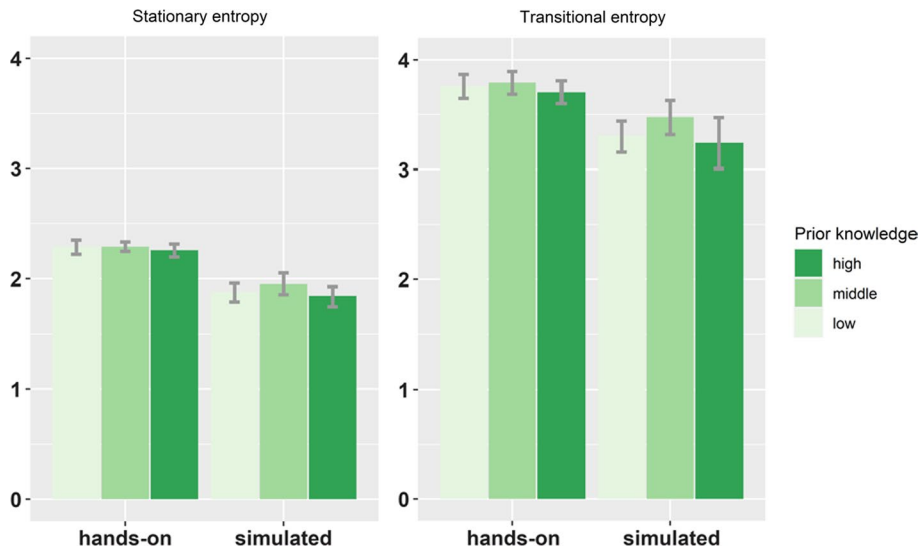 Stationary entropy
Transitional entropy
4
3
2
1
0
hands-on
simulated
4
3
2
1
0
hands-on
simulated
Prior knowledge
high
middle
low